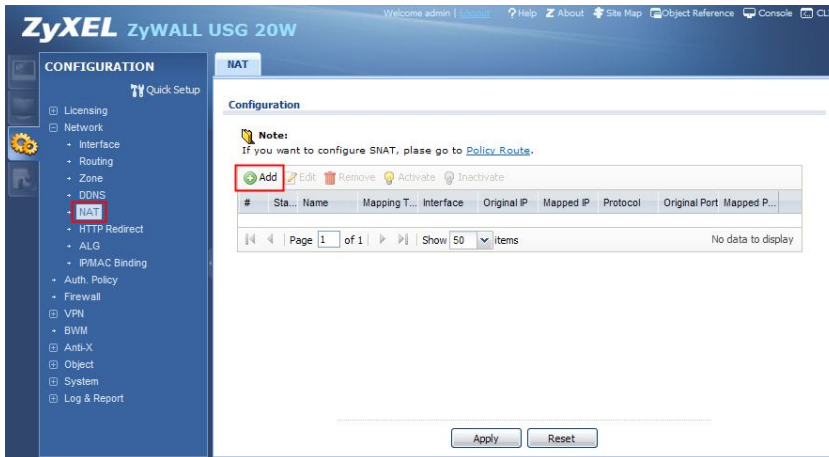 ZyXEL ZyWALL USG 20W
Welcome admin | Logout ? Help Z About Site Map Object Reference Console CL
CONFIGURATION
Quick Setup
Licensing
Network
Interface
Routing
Zone
DDNS
NAT
HTTP Redirect
ALG
IP/MAC Binding
Auth. Policy
Firewall
VPN
BWM
Anti-X
Object
System
Log & Report
NAT
Configuration
Note:
If you want to configure SNAT, plase go to Policy Route.
Add Edit Remove Activate Inactivate
# Sta... Name Mapping T... Interface Original IP Mapped IP Protocol Original Port Mapped P...
Page 1 of 1 Show 50 items No data to display
Apply Reset